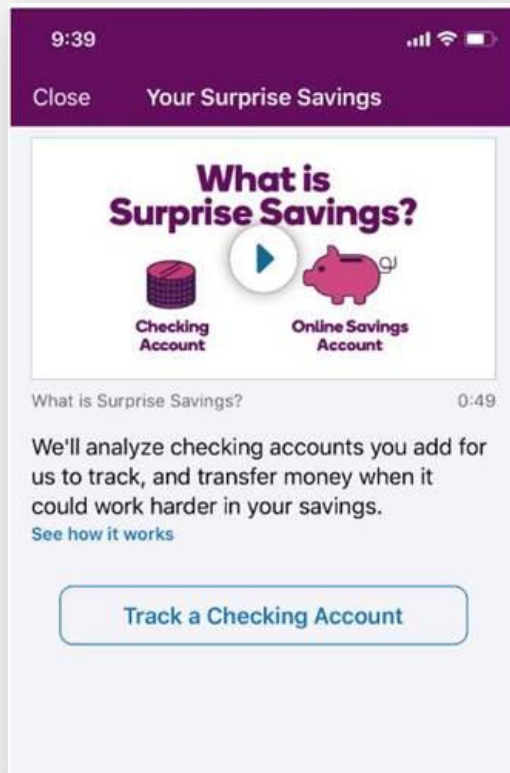 9:39
Close Your Surprise Savings
What is
Surprise Savings?
Checking
Account
Online Savings
Account
What is Surprise Savings? 0:49
We'll analyze checking accounts you add for
us to track, and transfer money when it
could work harder in your savings.
See how it works
Track a Checking Account